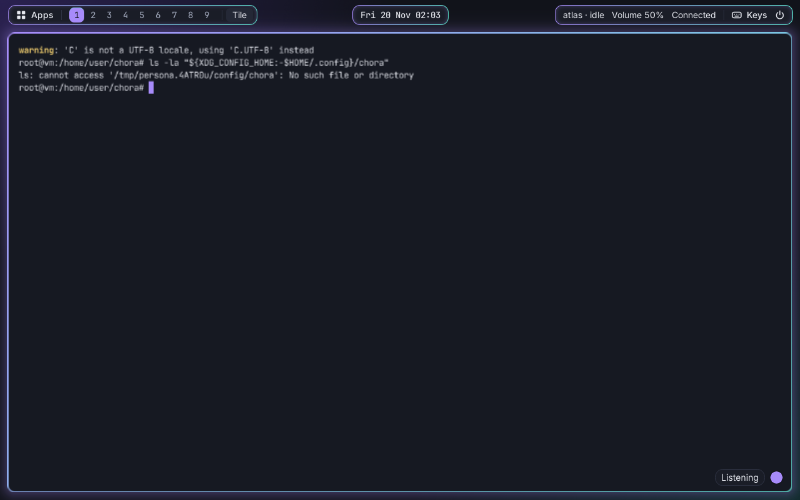 Apps 1 2 3 4 5 6 7 8 9 Tile
Fri 20 Nov 02:03
atlas · idle Volume 50% Connected Keys
warning: 'C' is not a UTF-8 locale, using 'C.UTF-8' instead
root@vm:/home/user/chora# ls -la "${XDG_CONFIG_HOME:-$HOME/.config}/chora"
ls: cannot access '/tmp/persona.4ATROu/config/chora': No such file or directory
root@vm:/home/user/chora#
Listening